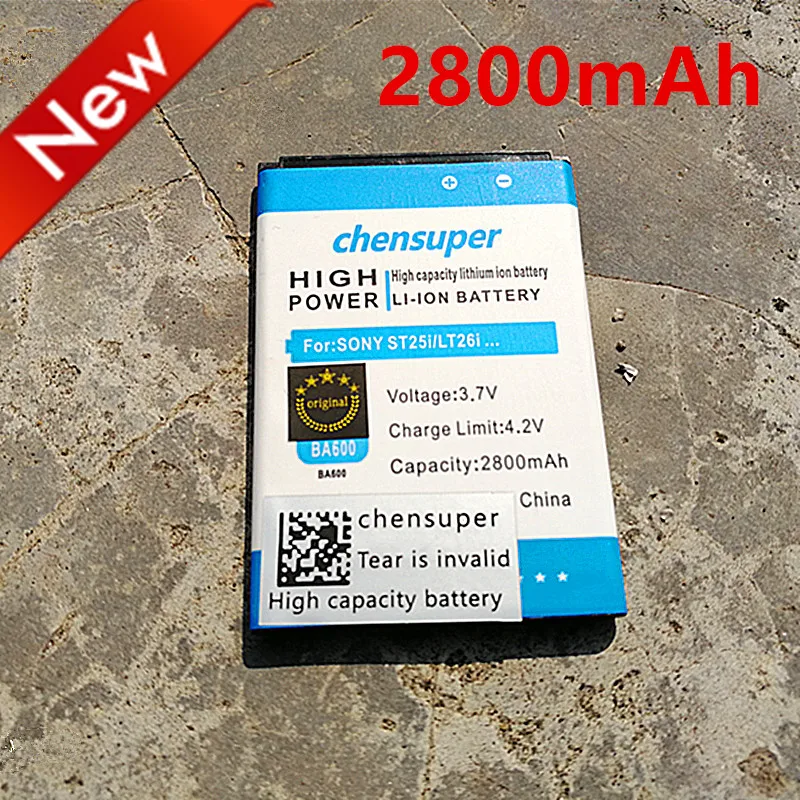 New
2800mAh
chensuper
HIGH POWER
High capacity lithium ion battery
LI-ION BATTERY
For:SONY ST25i/LT26i ...
original
BA600
BA600
Voltage:3.7V
Charge Limit:4.2V
Capacity:2800mAh
China
chensuper
Tear is invalid
High capacity battery